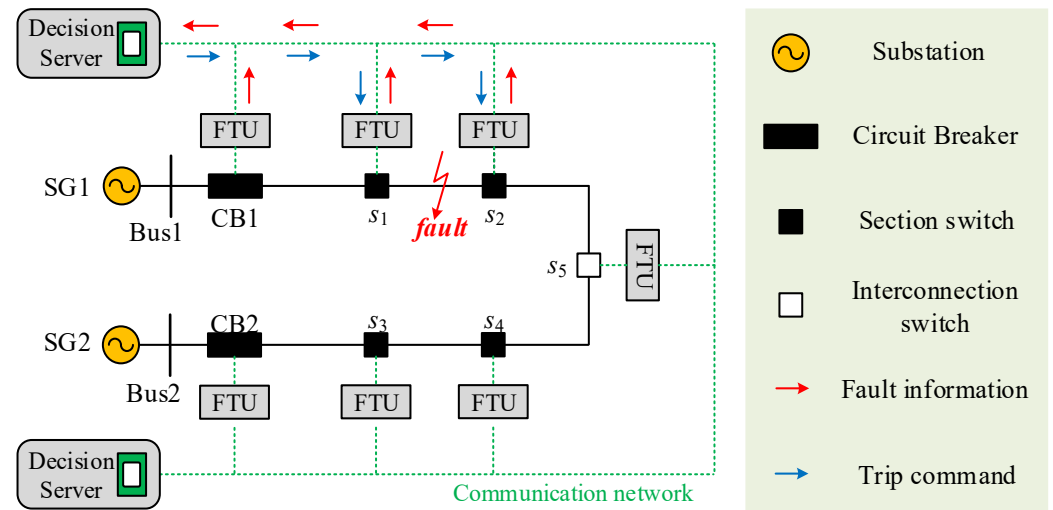 Decision
Server
FTU
FTU
FTU
SG1
Bus1
CB1
s1
fault
s2
s5
FTU
SG2
Bus2
CB2
s3
s4
FTU
FTU
FTU
Decision
Server
Communication network
Substation
Circuit Breaker
Section switch
Interconnection
switch
Fault information
Trip command